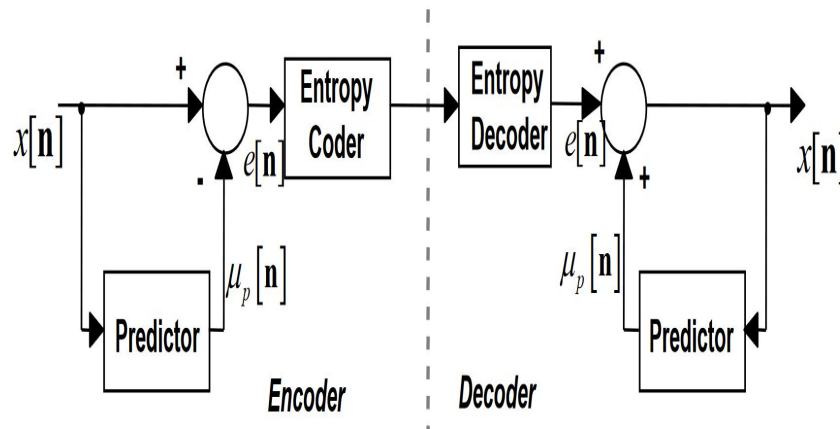 +
x[n]
-
e[n]
Entropy
Coder
μp[n]
Predictor
Encoder
Entropy
Decoder
e[n]
+
+
x[n]
μp[n]
Predictor
Decoder